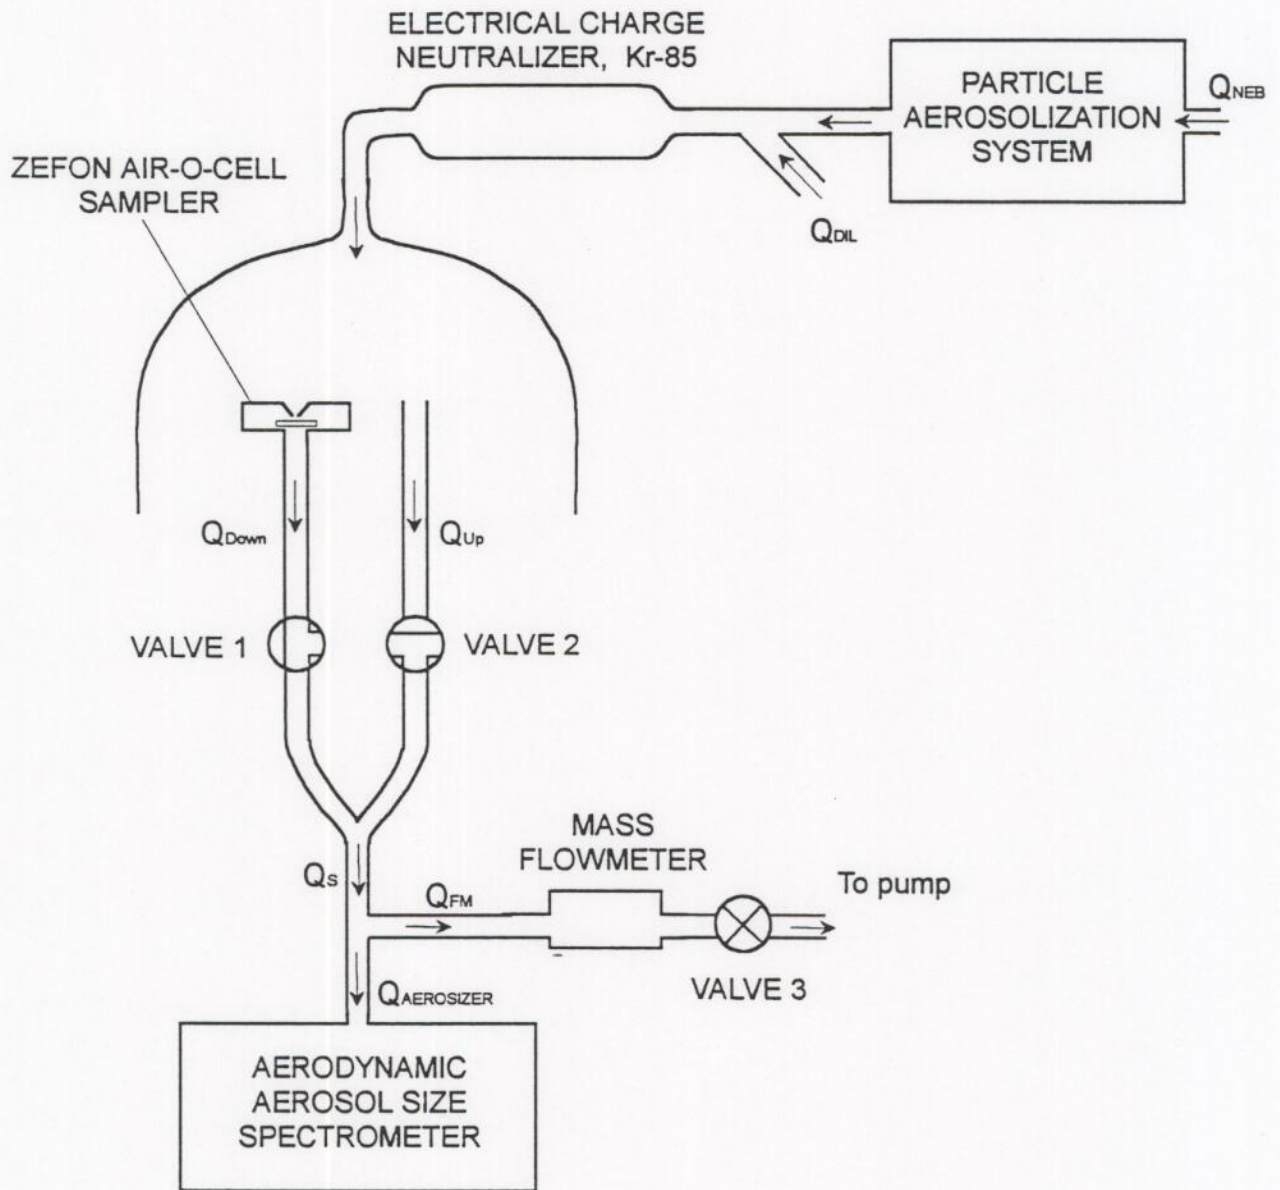 ELECTRICAL CHARGE
NEUTRALIZER, Kr-85
PARTICLE
AEROSOLIZATION
SYSTEM
QNEB
ZEFON AIR-O-CELL
SAMPLER
QDIL
QDown
QUp
VALVE 1
VALVE 2
MASS
FLOWMETER
QS
QFM
To pump
QAEROSIZER
VALVE 3
AERODYNAMIC
AEROSOL SIZE
SPECTROMETER